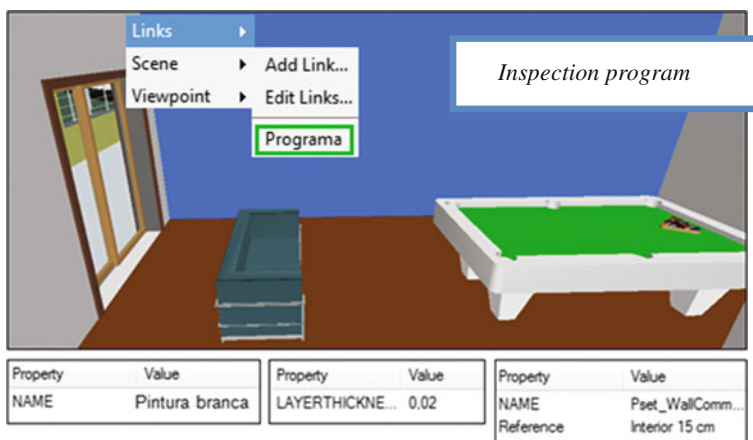 Links
Scene
Viewpoint
Add Link...
Edit Links...
Programa
Inspection program
Property Value
NAME Pintura branca
Property Value
LAYERTHICKNE... 0,02
Property Value
NAME Pset_WallComm...
Reference Interior 15 cm